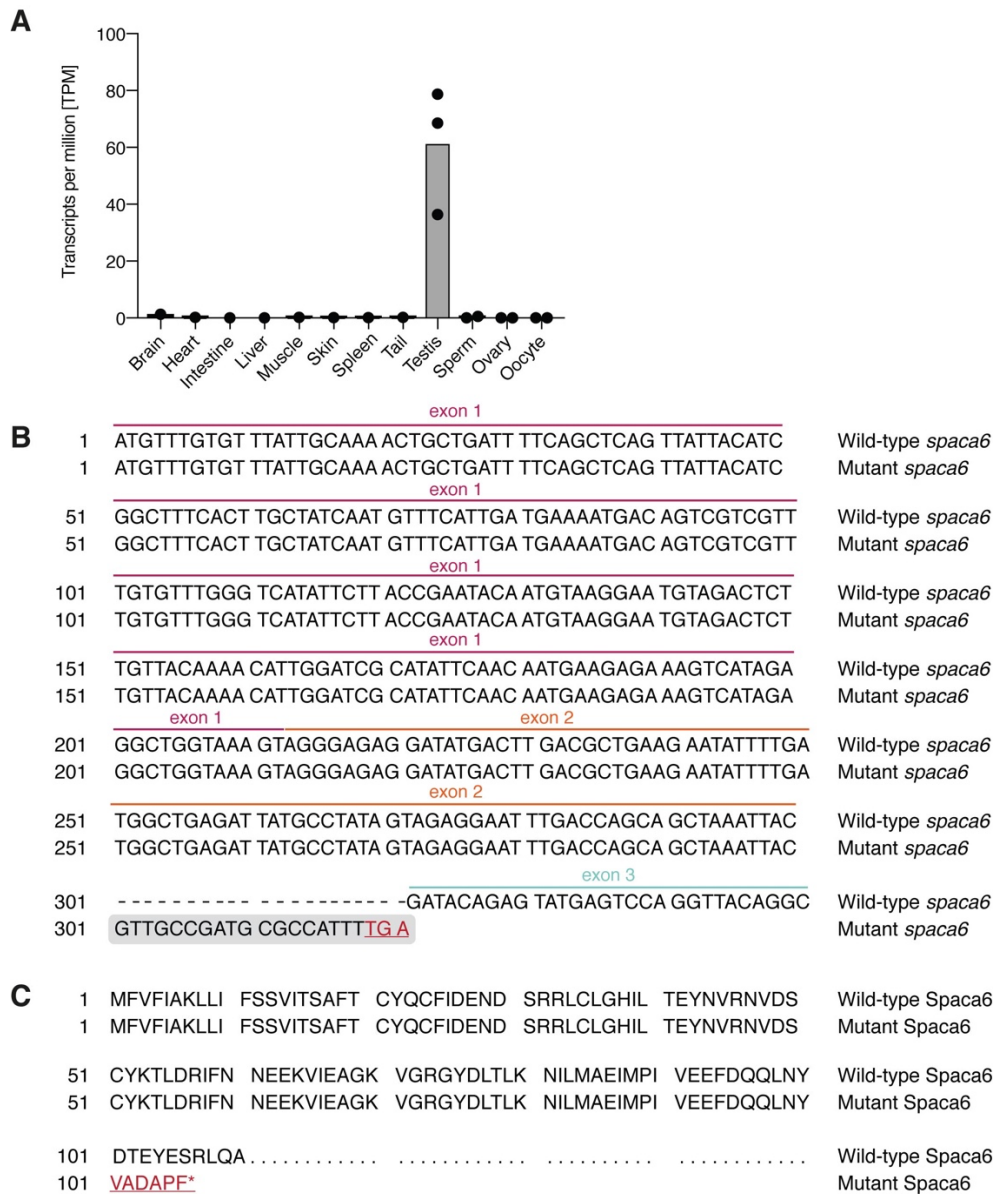 A
Transcripts per million [TPM]
100
80
60
40
20
0
Brain
Heart
Intestine
Liver
Muscle
Skin
Spleen
Tail
Testis
Sperm
Ovary
Oocyte
B
exon 1
1 ATGTTTGTGT TTATTGCAAA ACTGCTGATT TTCAGCTCAG TTATTACATC Wild-type spaca6
1 ATGTTTGTGT TTATTGCAAA ACTGCTGATT TTCAGCTCAG TTATTACATC Mutant spaca6
exon 1
51 GGCTTTCACT TGCTATCAAT GTTTCATTGA TGAAAATGAC AGTCGTCGTT Wild-type spaca6
51 GGCTTTCACT TGCTATCAAT GTTTCATTGA TGAAAATGAC AGTCGTCGTT Mutant spaca6
exon 1
101 TGTGTTTGGG TCATATTCTT ACCGAATACA ATGTAAGGAA TGTAGACTCT Wild-type spaca6
101 TGTGTTTGGG TCATATTCTT ACCGAATACA ATGTAAGGAA TGTAGACTCT Mutant spaca6
exon 1
151 TGTTACAAAA CATTGGATCG CATATTCAAC AATGAAGAGA AAGTCATAGA Wild-type spaca6
151 TGTTACAAAA CATTGGATCG CATATTCAAC AATGAAGAGA AAGTCATAGA Mutant spaca6
exon 1 exon 2
201 GGCTGGTAAA GTAGGGAGAG GATATGACTT GACGCTGAAG AATATTTTGA Wild-type spaca6
201 GGCTGGTAAA GTAGGGAGAG GATATGACTT GACGCTGAAG AATATTTTGA Mutant spaca6
exon 2
251 TGGCTGAGAT TATGCCTATA GTAGAGGAAT TTGACCAGCA GCTAAATTAC Wild-type spaca6
251 TGGCTGAGAT TATGCCTATA GTAGAGGAAT TTGACCAGCA GCTAAATTAC Mutant spaca6
exon 3
301 - - - - - - - - - - - - - - - - - - - - -GATACAGAG TATGAGTCCA GGTTACAGGC Wild-type spaca6
301 GTTGCCGATG CGCCATTTTG A Mutant spaca6
C
1 MFVFIAKLLI FSSVITSAFT CYQCFIDEND SRRLCLGHIL TEYNVRNVDS Wild-type Spaca6
1 MFVFIAKLLI FSSVITSAFT CYQCFIDEND SRRLCLGHIL TEYNVRNVDS Mutant Spaca6
51 CYKTLDRIFN NEEKVIEAGK VGRGYDLTLK NILMAEIMPI VEEFDQQLNY Wild-type Spaca6
51 CYKTLDRIFN NEEKVIEAGK VGRGYDLTLK NILMAEIMPI VEEFDQQLNY Mutant Spaca6
101 DTEYESRLQA . . . . . . . . . . . . . . . . . . . . . . . . . . . . . . . . . . . . . . . . Wild-type Spaca6
101 VADAPF* Mutant Spaca6